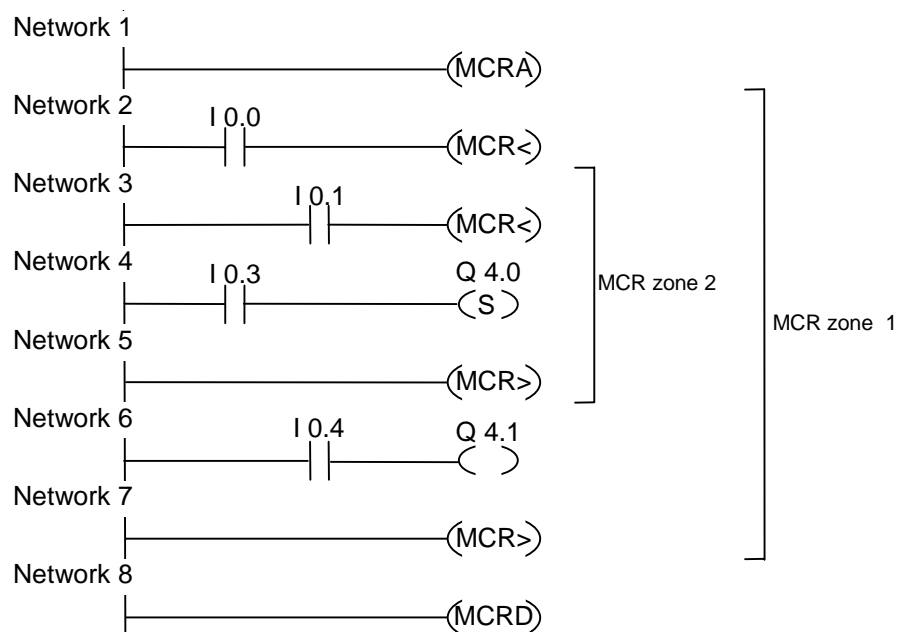 Network 1
(MCRA)
Network 2
I 0.0
(MCR<)
Network 3
I 0.1
(MCR<)
Network 4
I 0.3 Q 4.0
(S)
MCR zone 2
MCR zone 1
Network 5
(MCR>)
Network 6
I 0.4 Q 4.1
( )
Network 7
(MCR>)
Network 8
(MCRD)